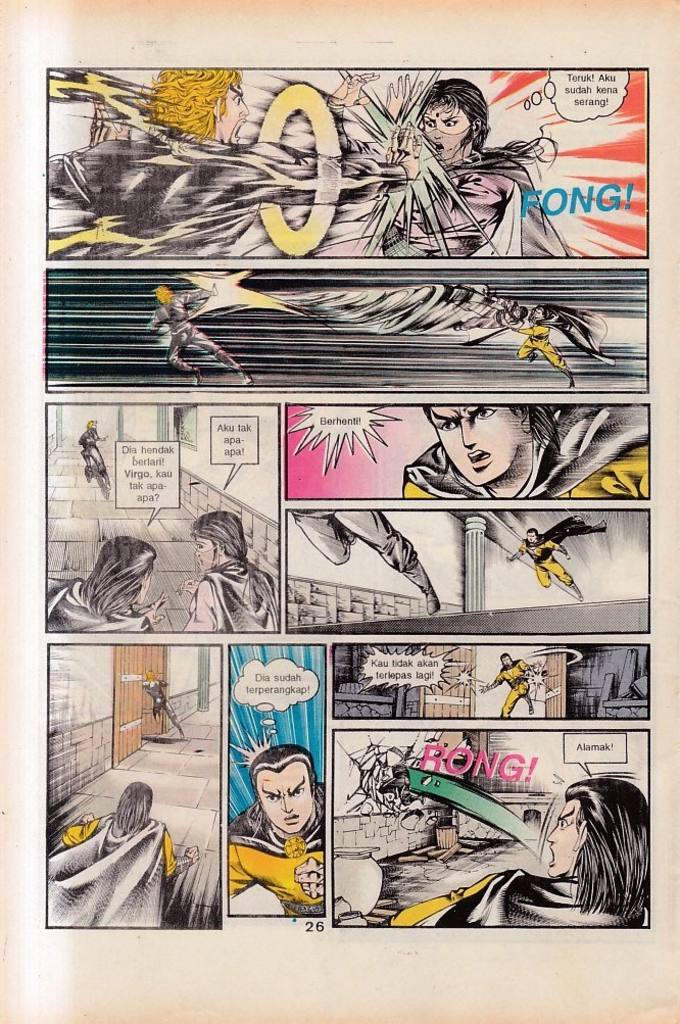 Teruk! Aku
sudah kena
serang!
FONG!
Dia hendak
berlari!
Virgo, kau
tak apa-
apa?
Aku tak
apa-
apa!
Berhenti!
Dia sudah
terperangkap!
Kau tidak akan
terlepas lagi!
RONG!
Alamak!
26